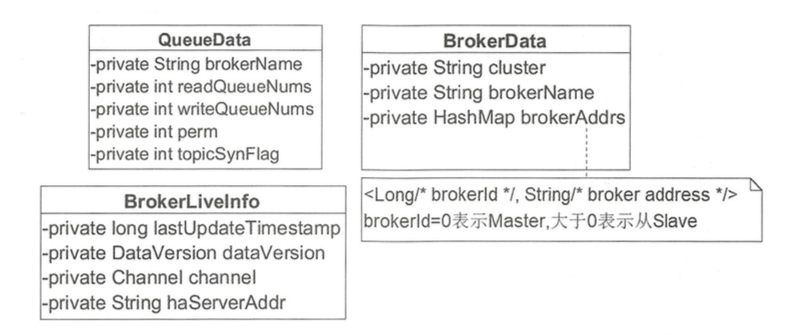 QueueData
-private String brokerName
-private int readQueueNums
-private int writeQueueNums
-private int perm
-private int topicSynFlag
BrokerData
-private String cluster
-private String brokerName
-private HashMap brokerAddrs
<Long/* brokerId */, String/* broker address */>
brokerId=0表示Master,大于0表示从Slave
BrokerLiveInfo
-private long lastUpdateTimestamp
-private DataVersion dataVersion
-private Channel channel
-private String haServerAddr